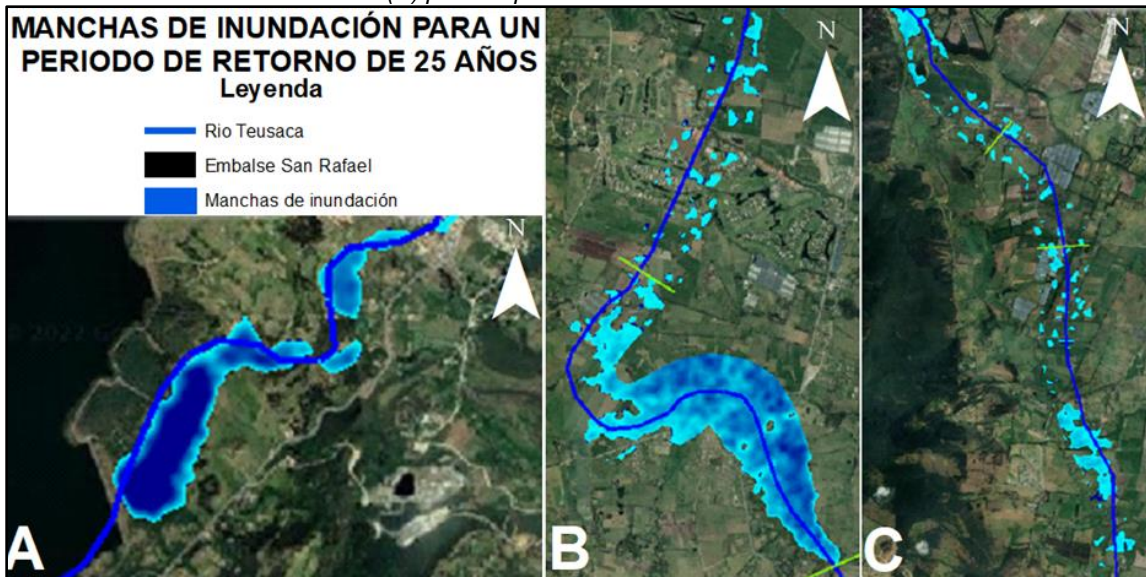 MANCHAS DE INUNDACIÓN PARA UN
PERIODO DE RETORNO DE 25 AÑOS
Leyenda
Rio Teusaca
Embalse San Rafael
Manchas de inundación
N
N
N
© 2022
A
B
C